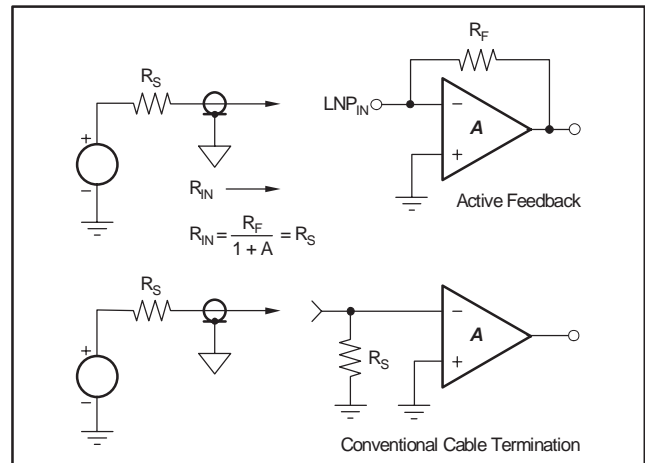 R_F
R_S
LNP_IN
+
−
−
A
+
R_IN
Active Feedback
R_IN = R_F / 1 + A = R_S
R_S
+
−
−
A
R_S
+
Conventional Cable Termination